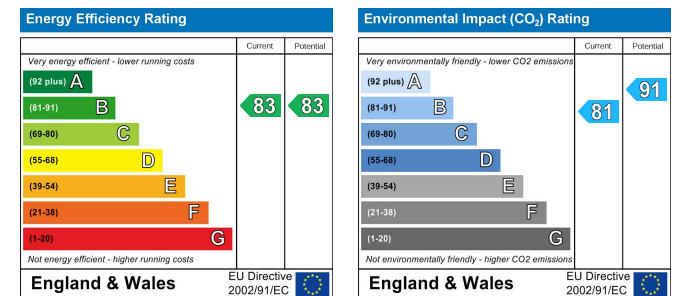 Energy Efficiency Rating
Current Potential
Very energy efficient - lower running costs
(92 plus) A
(81-91) B
83 83
(69-80) C
(55-68) D
(39-54) E
(21-38) F
(1-20) G
Not energy efficient - higher running costs
England & Wales
EU Directive
2002/91/EC
Environmental Impact (CO₂) Rating
Current Potential
Very environmentally friendly - lower CO2 emissions
(92 plus) A
91
(81-91) B
81
(69-80) C
(55-68) D
(39-54) E
(21-38) F
(1-20) G
Not environmentally friendly - higher CO2 emissions
England & Wales
EU Directive
2002/91/EC